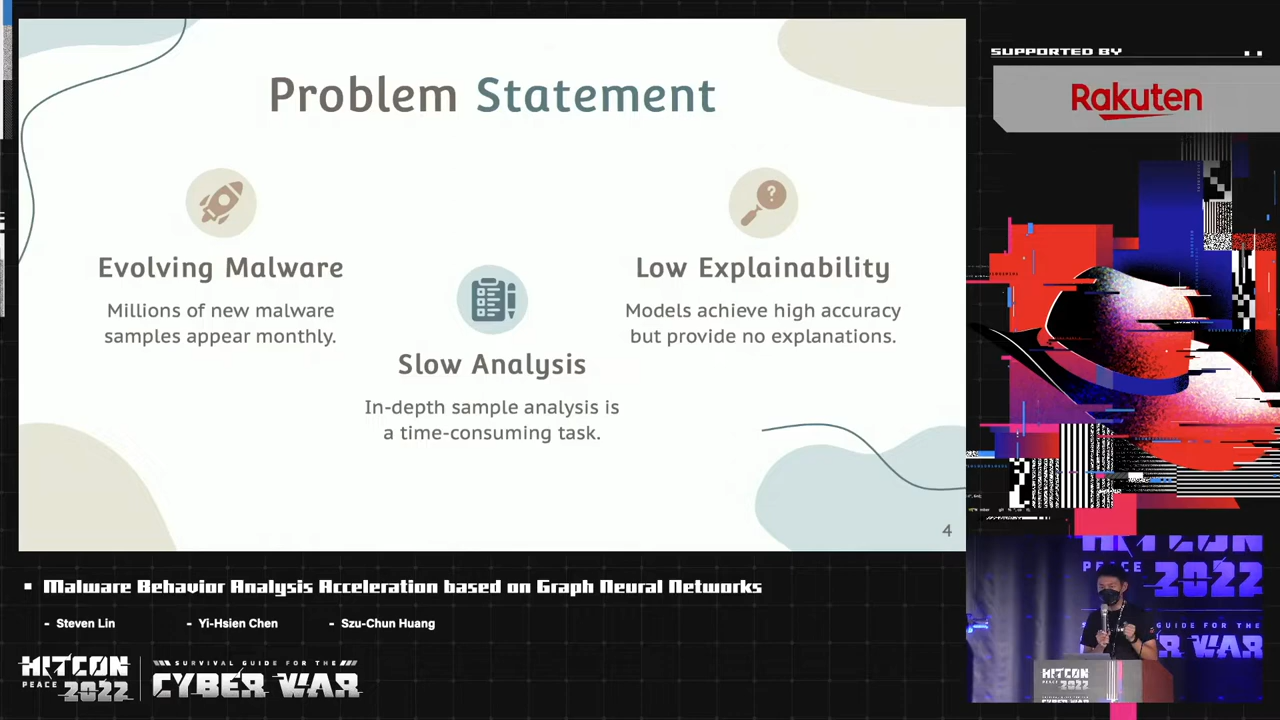 Problem Statement
Evolving Malware
Millions of new malware
samples appear monthly.
Slow Analysis
In-depth sample analysis is
a time-consuming task.
Low Explainability
Models achieve high accuracy
but provide no explanations.
4
SUPPORTED BY
Rakuten
▪ Malware Behavior Analysis Acceleration based on Graph Neural Networks
- Steven Lin
- Yi-Hsien Chen
- Szu-Chun Huang
HITCON
PEACE 2022
SURVIVAL GUIDE FOR THE
CYBER WAR
HITCON
PEACE 2022
GUIDE FOR THE
WAR
HITCON
2022